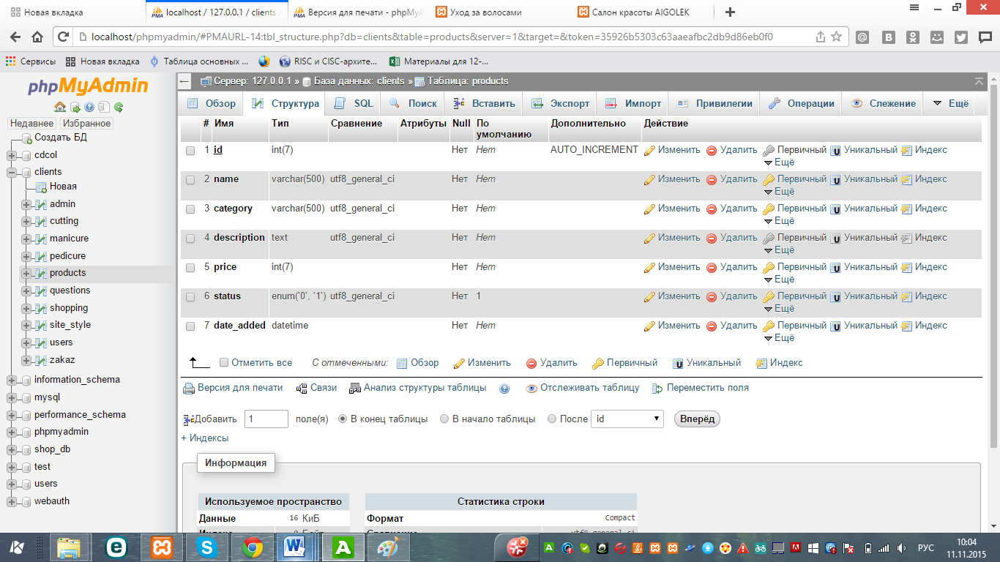 Новая вкладка
localhost / 127.0.0.1 / clients
Версия для печати - phpMyA
Уход за волосами
Салон красоты AIGOLEK
localhost/phpmyadmin/#PMAURL-14:tbl_structure.php?db=clients&table=products&server=1&target=&token=35926b5303c63aaeafbc2db9d86eb0f0
Сервисы Новая вкладка Таблица основных ... RISC и CISC-архите... Материалы для 12-...
phpMyAdmin
Недавнее Избранное
Создать БД
cdcol
clients
Новая
admin
cutting
manicure
pedicure
products
questions
shopping
site_style
users
zakaz
information_schema
mysql
performance_schema
phpmyadmin
shop_db
test
users
webauth
Сервер: 127.0.0.1 » База данных: clients » Таблица: products
Обзор Структура SQL Поиск Вставить Экспорт Импорт Привилегии Операции Слежение Ещё
# Имя Тип Сравнение Атрибуты Null По умолчанию Дополнительно Действие
1 id int(7) Нет Нет AUTO_INCREMENT Изменить Удалить Первичный Уникальный Индекс
Ещё
2 name varchar(500) utf8_general_ci Нет Нет Изменить Удалить Первичный Уникальный Индекс
Ещё
3 category varchar(500) utf8_general_ci Нет Нет Изменить Удалить Первичный Уникальный Индекс
Ещё
4 description text utf8_general_ci Нет Нет Изменить Удалить Первичный Уникальный Индекс
Ещё
5 price int(7) Нет Нет Изменить Удалить Первичный Уникальный Индекс
Ещё
6 status enum('0', '1') utf8_general_ci Нет 1 Изменить Удалить Первичный Уникальный Индекс
Ещё
7 date_added datetime Нет Нет Изменить Удалить Первичный Уникальный Индекс
Ещё
Отметить все С отмеченными: Обзор Изменить Удалить Первичный Уникальный Индекс
Версия для печати Связи Анализ структуры таблицы Отслеживать таблицу Переместить поля
Добавить 1 поле(я) В конец таблицы В начало таблицы После id Вперёд
+ Индексы
Информация
Используемое пространство
Данные 16 КиБ
Статистика строки
Формат Compact
РУС
10:04
11.11.2015